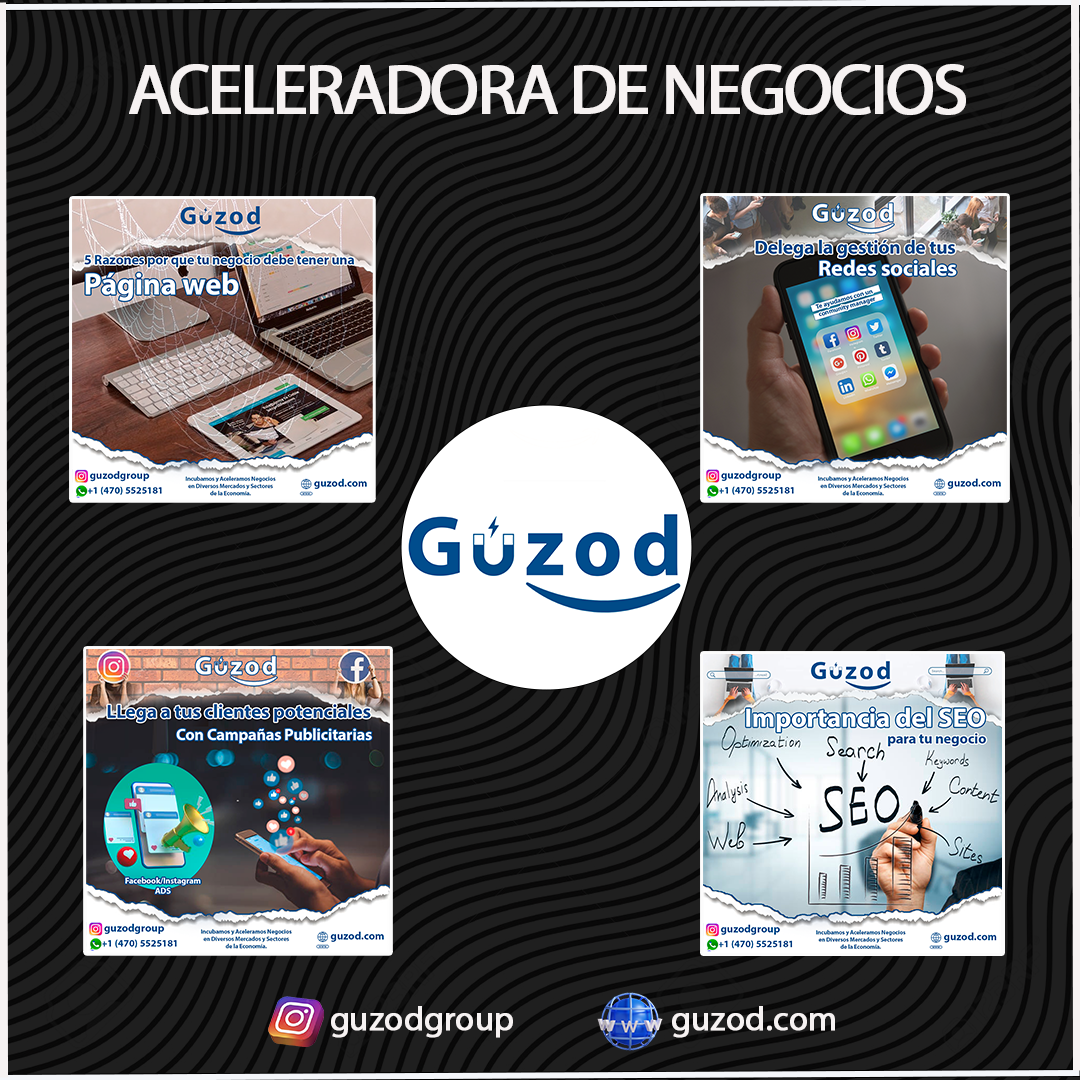 ACELERADORA DE NEGOCIOS
Guzod
5 Razones por que tu negocio debe tener una
Página web
guzodgroup
+1 (470) 5525181
Incubamos y Aceleramos Negocios
en Diversos Mercados y Sectores
de la Economía.
guzod.com
Guzod
Delega la gestión de tus
Redes sociales
Te ayudamos con un
community manager
guzodgroup
+1 (470) 5525181
Incubamos y Aceleramos Negocios
en Diversos Mercados y Sectores
de la Economía.
guzod.com
Guzod
Guzod
LLega a tus clientes potenciales
Con Campañas Publicitarias
Facebook/Instagram
ADS
guzodgroup
+1 (470) 5525181
Incubamos y Aceleramos Negocios
en Diversos Mercados y Sectores
de la Economía.
guzod.com
Guzod
Importancia del SEO
para tu negocio
Optimization
Search
Keywords
Analysis
SEO
Content
Web
Sites
guzodgroup
+1 (470) 5525181
Incubamos y Aceleramos Negocios
en Diversos Mercados y Sectores
de la Economía.
guzod.com
guzodgroup
www guzod.com